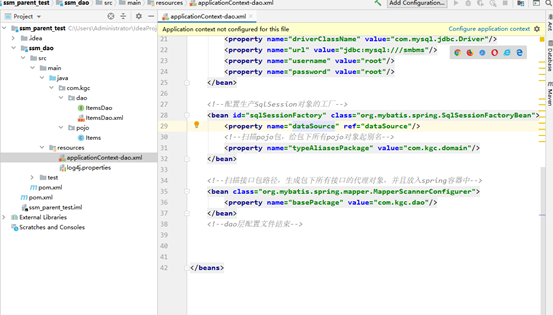 ssm_parent_test
ssm_dao
src
main
resources
applicationContext-dao.xml
Add Configuration...
Project
applicationContext-dao.xml
ssm_parent_test C:\Users\Administrator\IdeaProj
.idea
ssm_dao
src
main
java
com.kgc
dao
ItemsDao
ItemsDao.xml
pojo
Items
resources
applicationContext-dao.xml
log4j.properties
test
pom.xml
pom.xml
ssm_parent_test.iml
External Libraries
Scratches and Consoles
Application context not configured for this file
Configure application context
21 <property name="driverClassName" value="com.mysql.jdbc.Driver"/>
22 <property name="url" value="jdbc:mysql:///smbms"/>
23 <property name="username" value="root"/>
24 <property name="password" value="root"/>
25 </bean>
26
27 <!--配置生产SqlSession对象的工厂-->
28 <bean id="sqlSessionFactory" class="org.mybatis.spring.SqlSessionFactoryBean">
29 <property name="dataSource" ref="dataSource"/>
30 <!--扫描pojo包，给包下所有pojo对象起别名-->
31 <property name="typeAliasesPackage" value="com.kgc.domain"/>
32 </bean>
33
34 <!--扫描接口包路径，生成包下所有接口的代理对象，并且放入spring容器中-->
35 <bean class="org.mybatis.spring.mapper.MapperScannerConfigurer">
36 <property name="basePackage" value="com.kgc.dao"/>
37 </bean>
38 <!--dao层配置文件结束-->
39
40
41
42 </beans>
Ant
Database
Maven